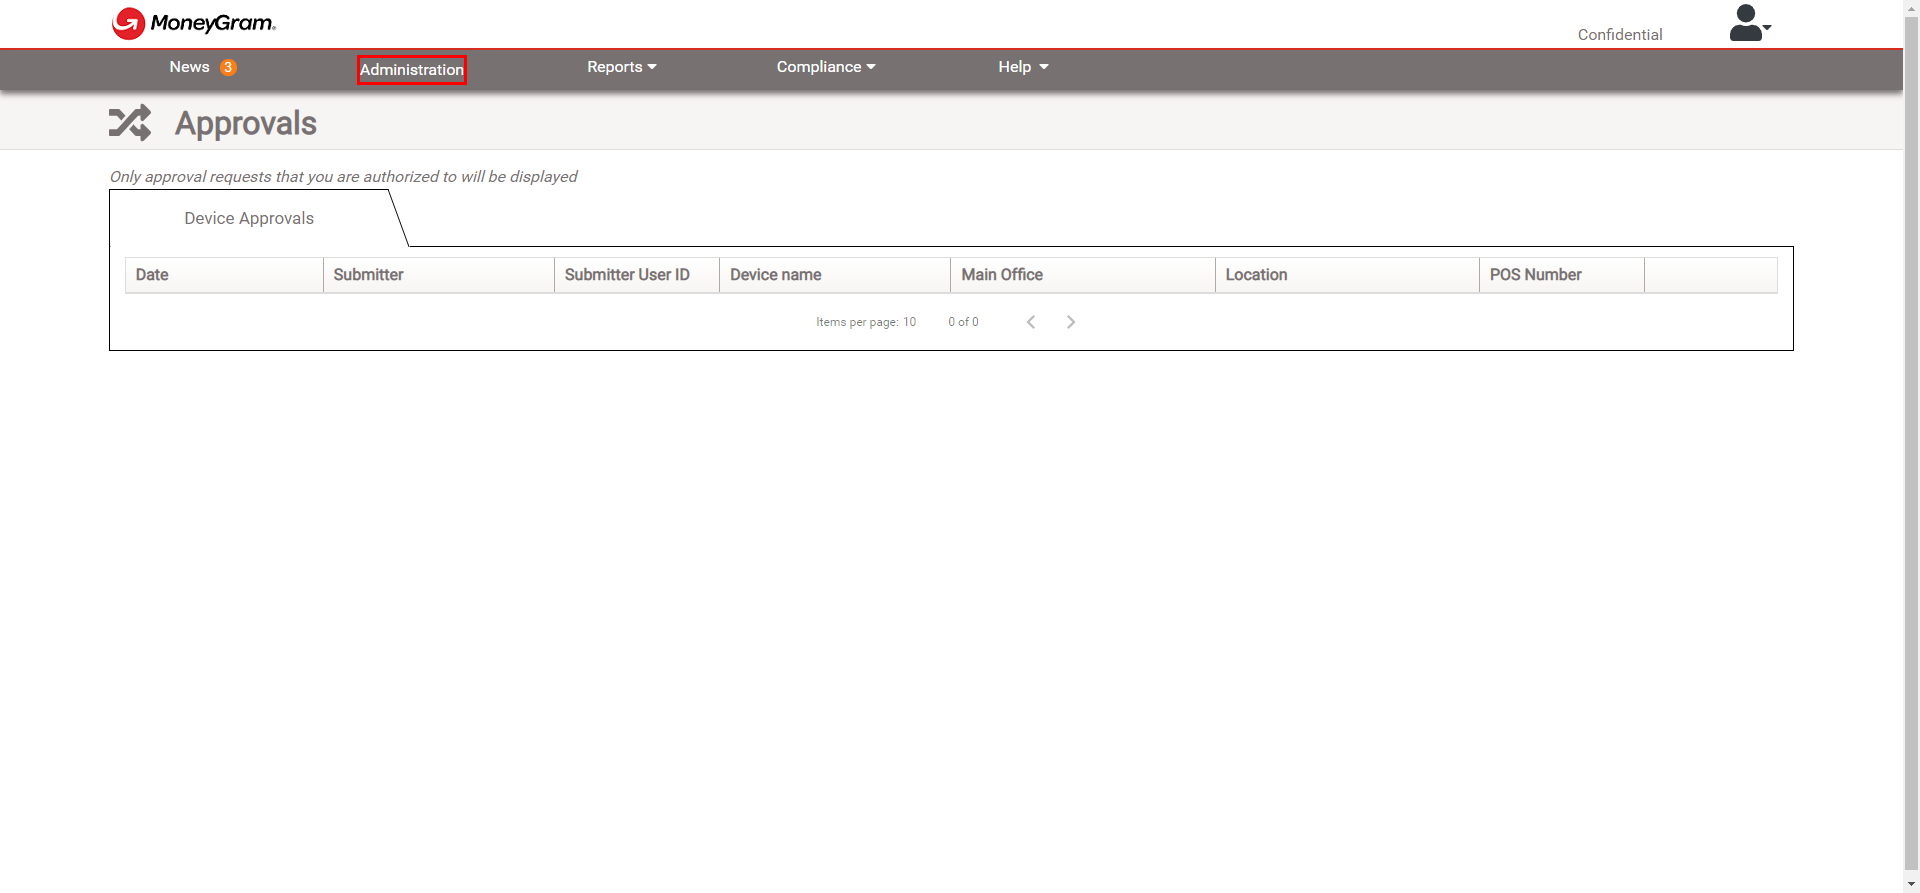 MoneyGram
Confidential
News 3 Administration Reports Compliance Help
Approvals
Only approval requests that you are authorized to will be displayed
Device Approvals
Date Submitter Submitter User ID Device name Main Office Location POS Number
Items per page: 10 0 of 0